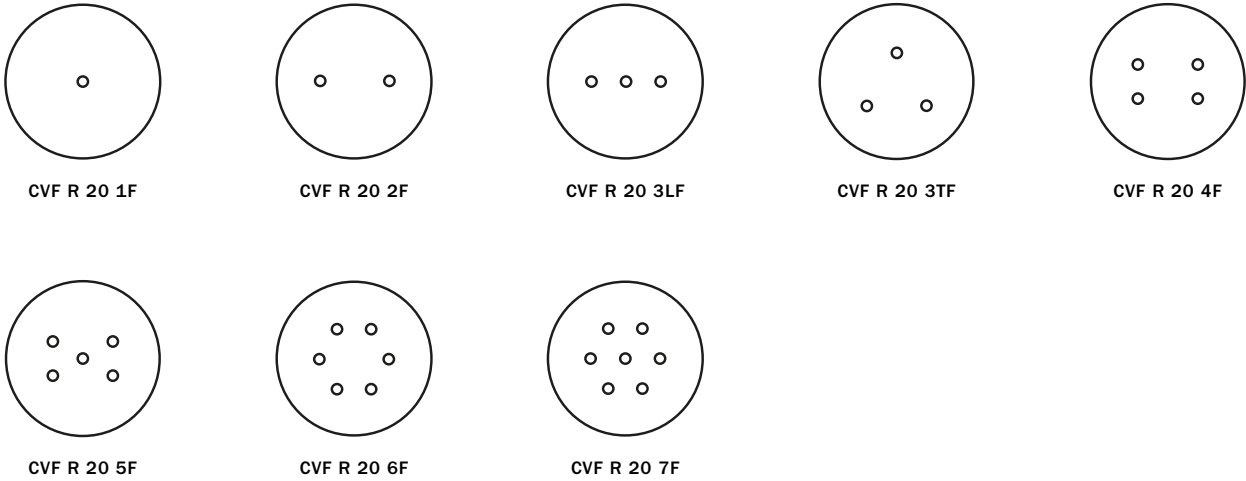 CVF R 20 1F
CVF R 20 2F
CVF R 20 3LF
CVF R 20 3TF
CVF R 20 4F
CVF R 20 5F
CVF R 20 6F
CVF R 20 7F